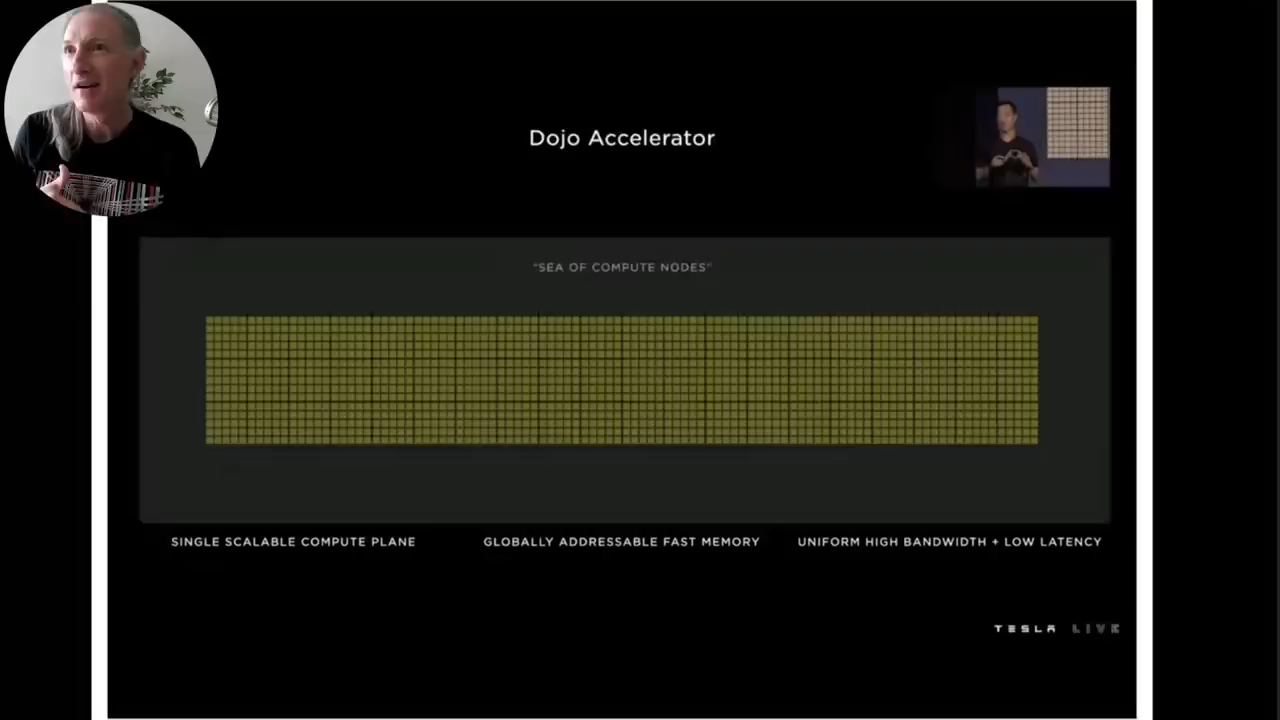 Dojo Accelerator
"SEA OF COMPUTE NODES"
SINGLE SCALABLE COMPUTE PLANE
GLOBALLY ADDRESSABLE FAST MEMORY
UNIFORM HIGH BANDWIDTH + LOW LATENCY
TESLA LIVE